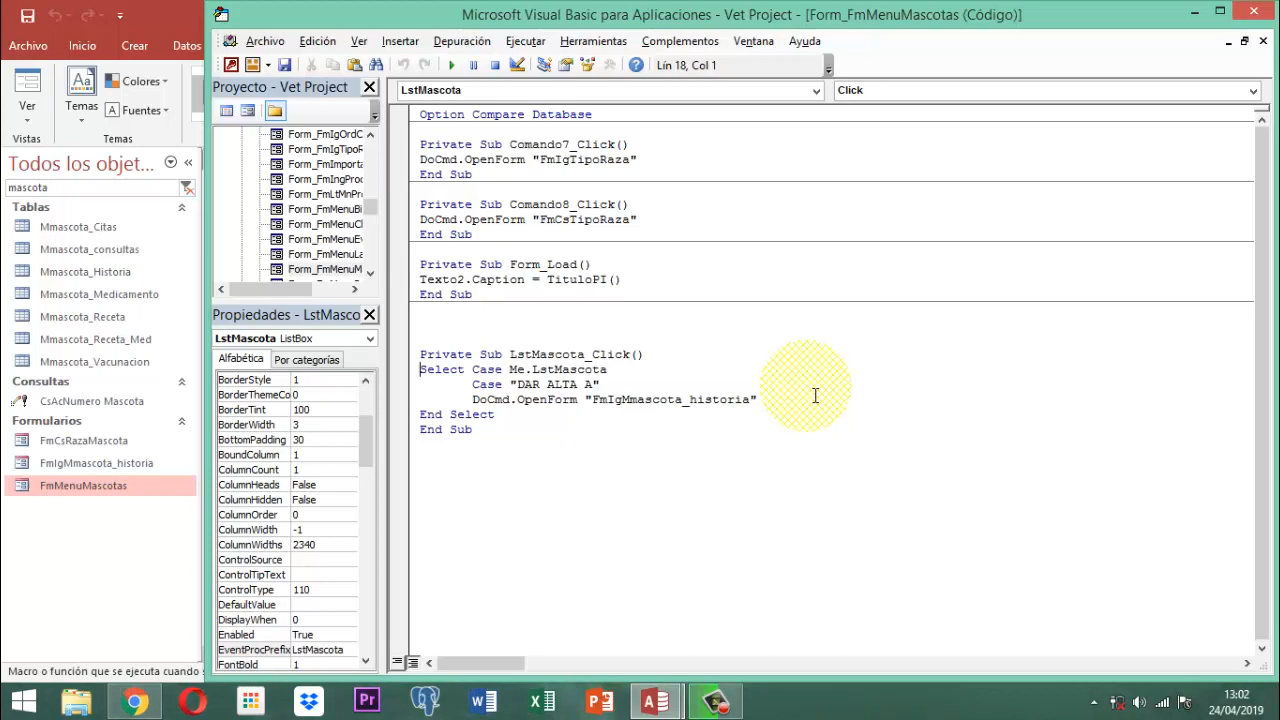 Microsoft Visual Basic para Aplicaciones - Vet Project - [Form_FmMenuMascotas (Código)]
Archivo
Inicio
Crear
Datos
Archivo Edición Ver Insertar Depuración Ejecutar Herramientas Complementos Ventana Ayuda
Lín 18, Col 1
Ver
Aa
Temas
Colores
Fuentes
Vistas
Temas
Todos los objet...
mascota
Tablas
Mmascota_Citas
Mmascota_consultas
Mmascota_Historia
Mmascota_Medicamento
Mmascota_Receta
Mmascota_Receta_Med
Mmascota_Vacunacion
Consultas
CsAcNumero Mascota
Formularios
FmCsRazaMascota
FmIgMmascota_historia
FmMenuMascotas
Macro o función que se ejecuta cuando s
Proyecto - Vet Project
Form_FmIgOrdC
Form_FmIgTipoR
Form_FmImporta
Form_FmIngProc
Form_FmLtMnPro
Form_FmMenuBi
Form_FmMenuCl
Form_FmMenuEv
Form_FmMenuLa
Form_FmMenuM
Propiedades - LstMasco
LstMascota ListBox
Alfabética Por categorías
BorderStyle 1
BorderThemeCo 0
BorderTint 100
BorderWidth 3
BottomPadding 30
BoundColumn 1
ColumnCount 1
ColumnHeads False
ColumnHidden False
ColumnOrder 0
ColumnWidth -1
ColumnWidths 2340
ControlSource
ControlTipText
ControlType 110
DefaultValue
DisplayWhen 0
Enabled True
EventProcPrefix LstMascota
FontBold 1
LstMascota
Click
Option Compare Database
Private Sub Comando7_Click()
DoCmd.OpenForm "FmIgTipoRaza"
End Sub
Private Sub Comando8_Click()
DoCmd.OpenForm "FmCsTipoRaza"
End Sub
Private Sub Form_Load()
Texto2.Caption = TituloPI()
End Sub
Private Sub LstMascota_Click()
Select Case Me.LstMascota
Case "DAR ALTA A"
DoCmd.OpenForm "FmIgMmascota_historia"
End Select
End Sub
Pr
13:02
24/04/2019